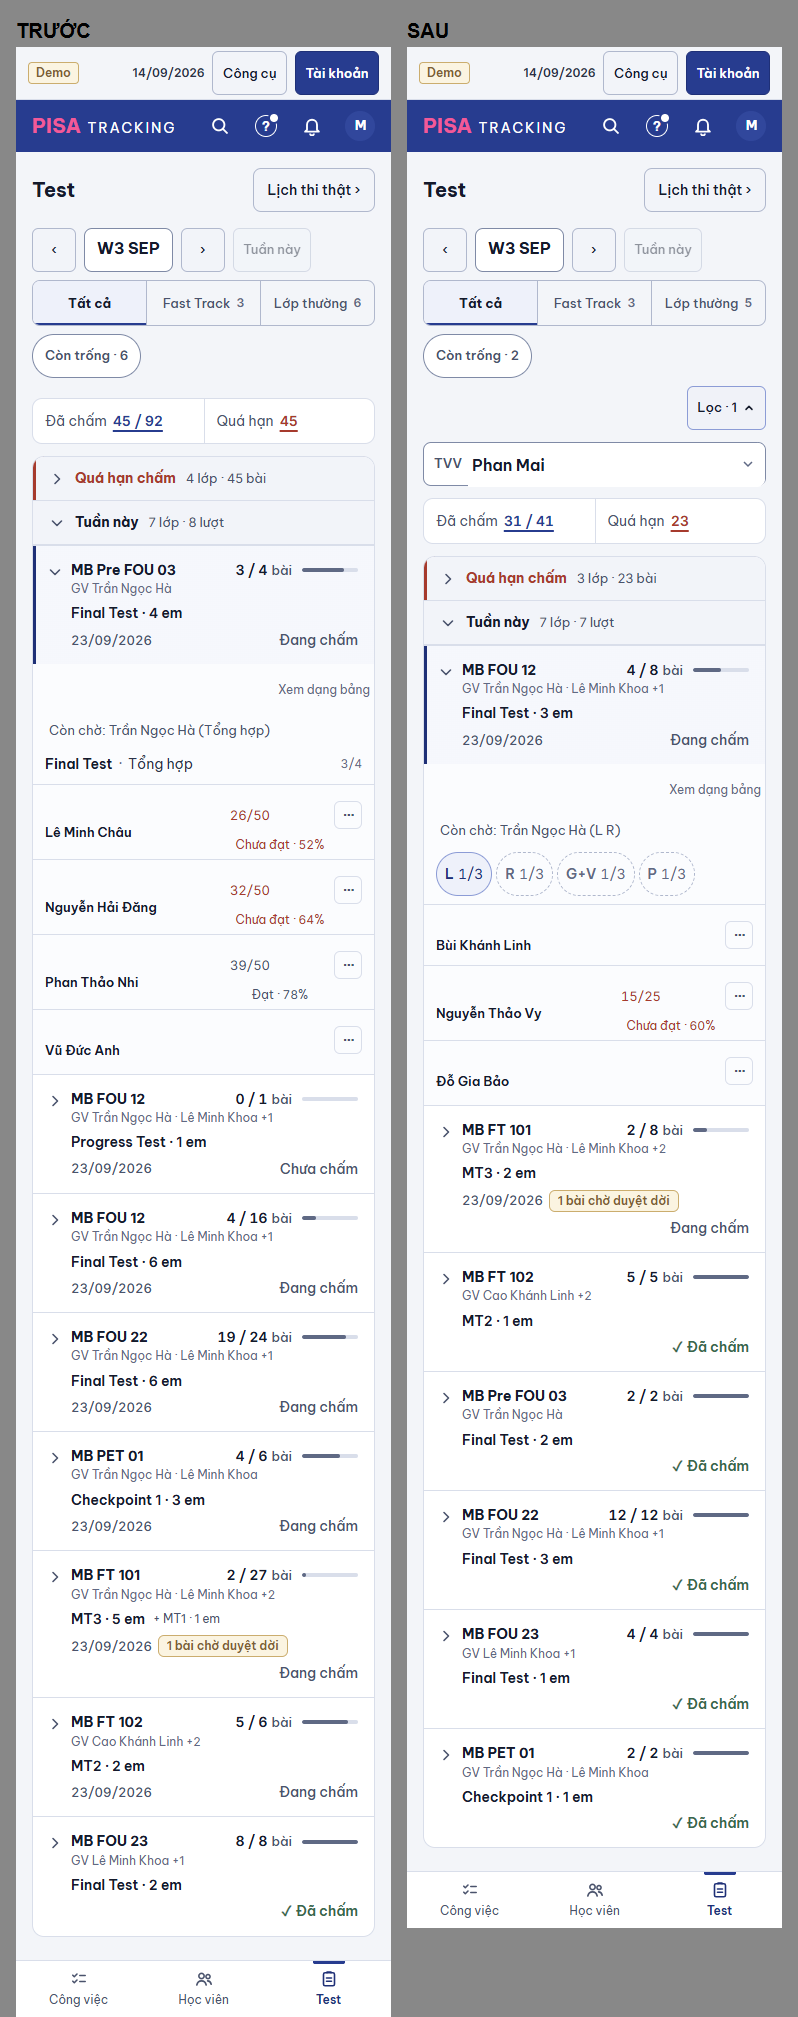 TRƯỚC
Demo 14/09/2026 Công cụ Tài khoản
PISA TRACKING ? M
Test Lịch thi thật ›
‹ W3 SEP › Tuần này
Tất cả Fast Track 3 Lớp thường 6
Còn trống · 6
Đã chấm 45 / 92 Quá hạn 45
Quá hạn chấm 4 lớp · 45 bài
Tuần này 7 lớp · 8 lượt
MB Pre FOU 03 3 / 4 bài
GV Trần Ngọc Hà
Final Test · 4 em
23/09/2026 Đang chấm
Xem dạng bảng
Còn chờ: Trần Ngọc Hà (Tổng hợp)
Final Test · Tổng hợp 3/4
26/50 ...
Lê Minh Châu
Chưa đạt · 52%
32/50 ...
Nguyễn Hải Đăng
Chưa đạt · 64%
39/50 ...
Phan Thảo Nhi
Đạt · 78%
...
Vũ Đức Anh
MB FOU 12 0 / 1 bài
GV Trần Ngọc Hà · Lê Minh Khoa +1
Progress Test · 1 em
23/09/2026 Chưa chấm
MB FOU 12 4 / 16 bài
GV Trần Ngọc Hà · Lê Minh Khoa +1
Final Test · 6 em
23/09/2026 Đang chấm
MB FOU 22 19 / 24 bài
GV Trần Ngọc Hà · Lê Minh Khoa +1
Final Test · 6 em
23/09/2026 Đang chấm
MB PET 01 4 / 6 bài
GV Trần Ngọc Hà · Lê Minh Khoa
Checkpoint 1 · 3 em
23/09/2026 Đang chấm
MB FT 101 2 / 27 bài
GV Trần Ngọc Hà · Lê Minh Khoa +2
MT3 · 5 em + MT1 · 1 em
23/09/2026 1 bài chờ duyệt dời
Đang chấm
MB FT 102 5 / 6 bài
GV Cao Khánh Linh +2
MT2 · 2 em
23/09/2026 Đang chấm
MB FOU 23 8 / 8 bài
GV Lê Minh Khoa +1
Final Test · 2 em
✓ Đã chấm
Công việc Học viên Test
SAU
Demo 14/09/2026 Công cụ Tài khoản
PISA TRACKING ? M
Test Lịch thi thật ›
‹ W3 SEP › Tuần này
Tất cả Fast Track 3 Lớp thường 5
Còn trống · 2
Lọc · 1
TVV Phan Mai
Đã chấm 31 / 41 Quá hạn 23
Quá hạn chấm 3 lớp · 23 bài
Tuần này 7 lớp · 7 lượt
MB FOU 12 4 / 8 bài
GV Trần Ngọc Hà · Lê Minh Khoa +1
Final Test · 3 em
23/09/2026 Đang chấm
Xem dạng bảng
Còn chờ: Trần Ngọc Hà (L R)
L 1/3 R 1/3 G+V 1/3 P 1/3
...
Bùi Khánh Linh
15/25 ...
Nguyễn Thảo Vy
Chưa đạt · 60%
...
Đỗ Gia Bảo
MB FT 101 2 / 8 bài
GV Trần Ngọc Hà · Lê Minh Khoa +2
MT3 · 2 em
23/09/2026 1 bài chờ duyệt dời
Đang chấm
MB FT 102 5 / 5 bài
GV Cao Khánh Linh +2
MT2 · 1 em
✓ Đã chấm
MB Pre FOU 03 2 / 2 bài
GV Trần Ngọc Hà
Final Test · 2 em
✓ Đã chấm
MB FOU 22 12 / 12 bài
GV Trần Ngọc Hà · Lê Minh Khoa +1
Final Test · 3 em
✓ Đã chấm
MB FOU 23 4 / 4 bài
GV Lê Minh Khoa +1
Final Test · 1 em
✓ Đã chấm
MB PET 01 2 / 2 bài
GV Trần Ngọc Hà · Lê Minh Khoa
Checkpoint 1 · 1 em
✓ Đã chấm
Công việc Học viên Test